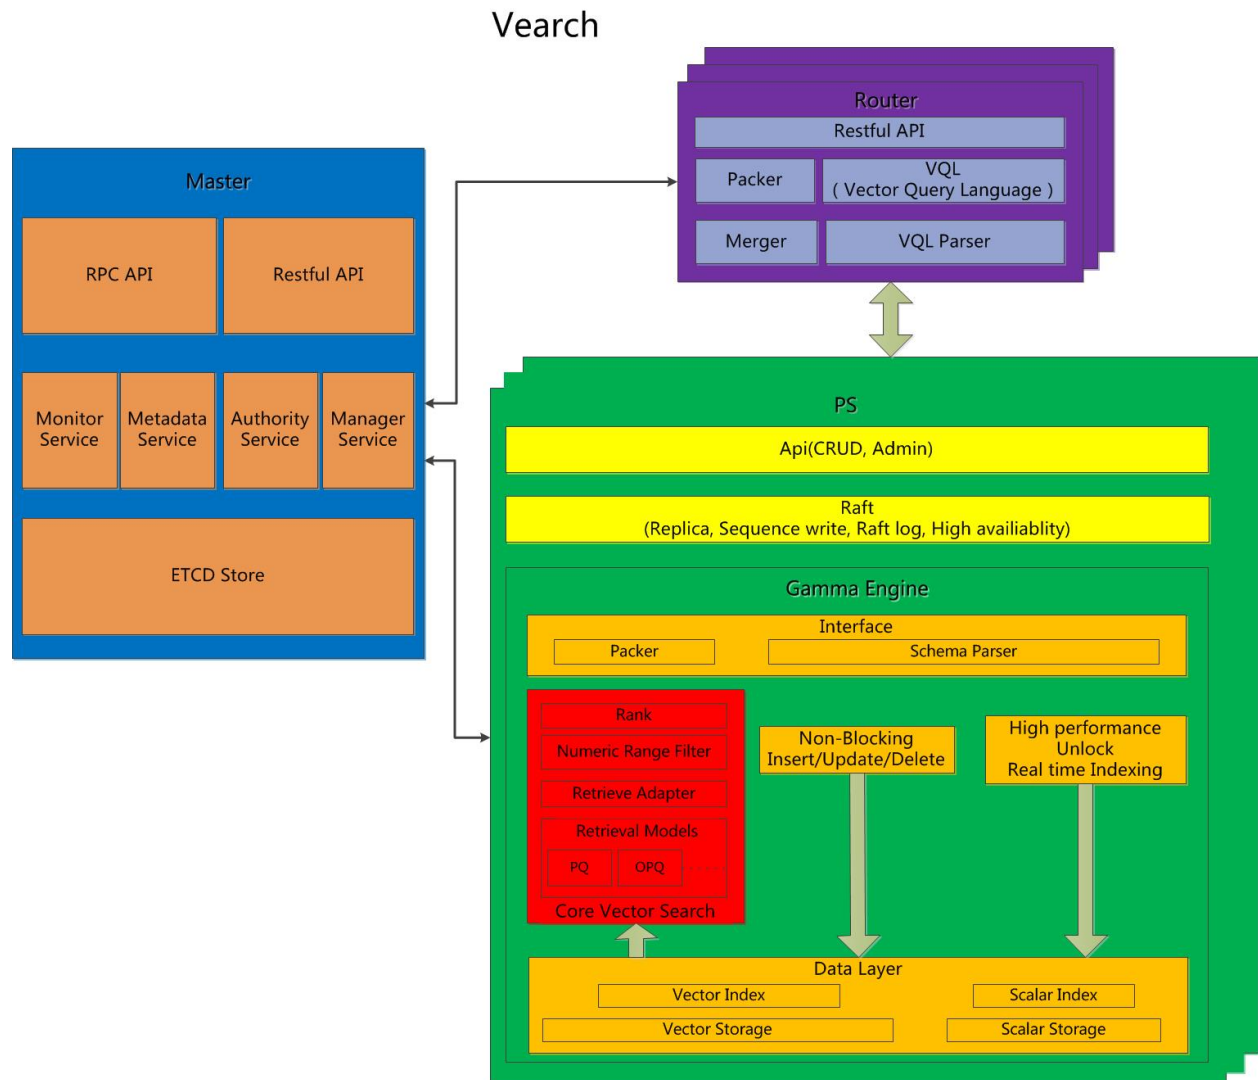 Vearch
Router
Restful API
Packer
VQL
( Vector Query Language )
Merger
VQL Parser
Master
RPC API
Restful API
Monitor
Service
Metadata
Service
Authority
Service
Manager
Service
ETCD Store
PS
Api(CRUD, Admin)
Raft
(Replica, Sequence write, Raft log, High availiablity)
Gamma Engine
Interface
Packer
Schema Parser
Rank
Numeric Range Filter
Retrieve Adapter
Retrieval Models
PQ
OPQ
......
Core Vector Search
Non-Blocking
Insert/Update/Delete
High performance
Unlock
Real time Indexing
Data Layer
Vector Index
Scalar Index
Vector Storage
Scalar Storage